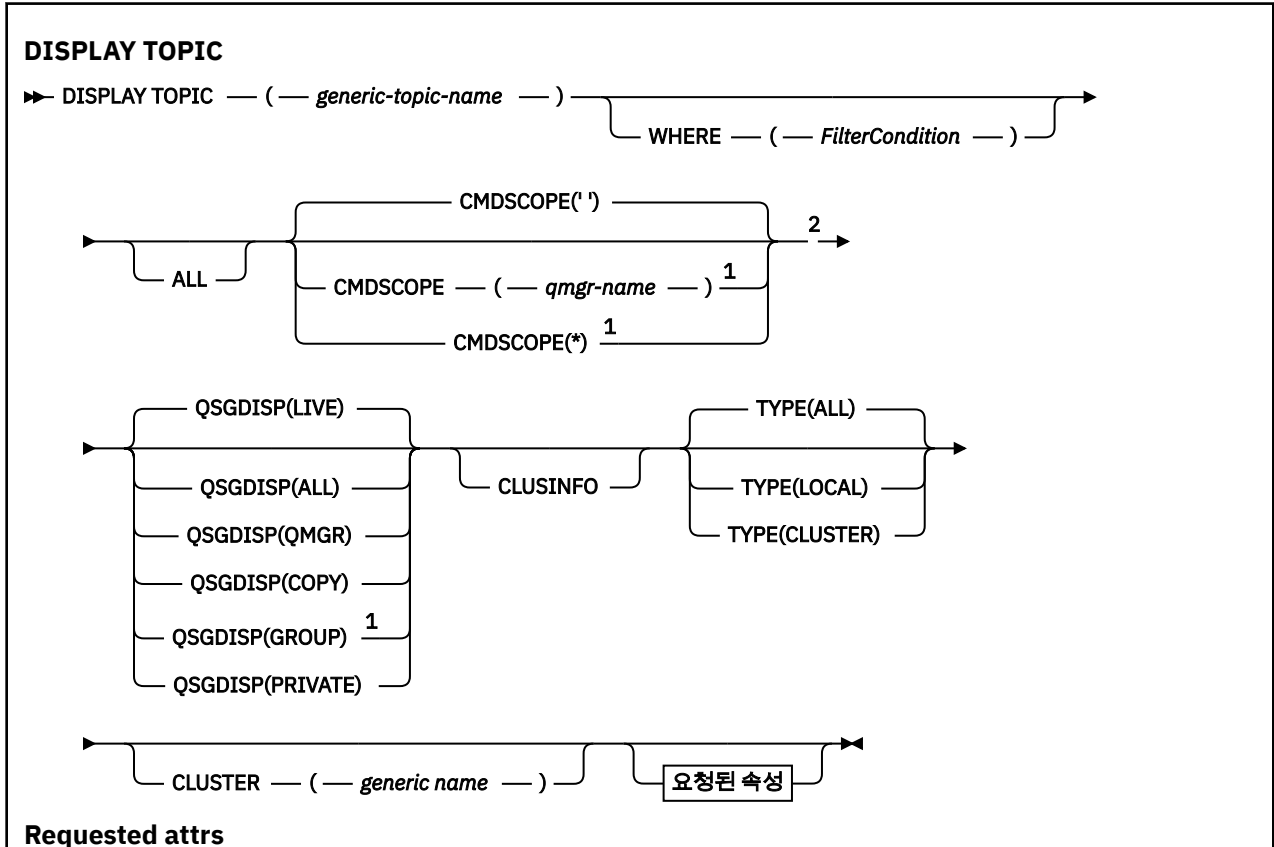 DISPLAY TOPIC
DISPLAY TOPIC ( generic-topic-name )
WHERE ( FilterCondition )
CMDSCOPE(' ')
2
ALL
CMDSCOPE ( qmgr-name ) 1
CMDSCOPE(*) 1
QSGDISP(LIVE)
QSGDISP(ALL)
QSGDISP(QMGR)
QSGDISP(COPY)
QSGDISP(GROUP) 1
QSGDISP(PRIVATE)
CLUSINFO
TYPE(ALL)
TYPE(LOCAL)
TYPE(CLUSTER)
CLUSTER ( generic name )
요청된 속성
Requested attrs